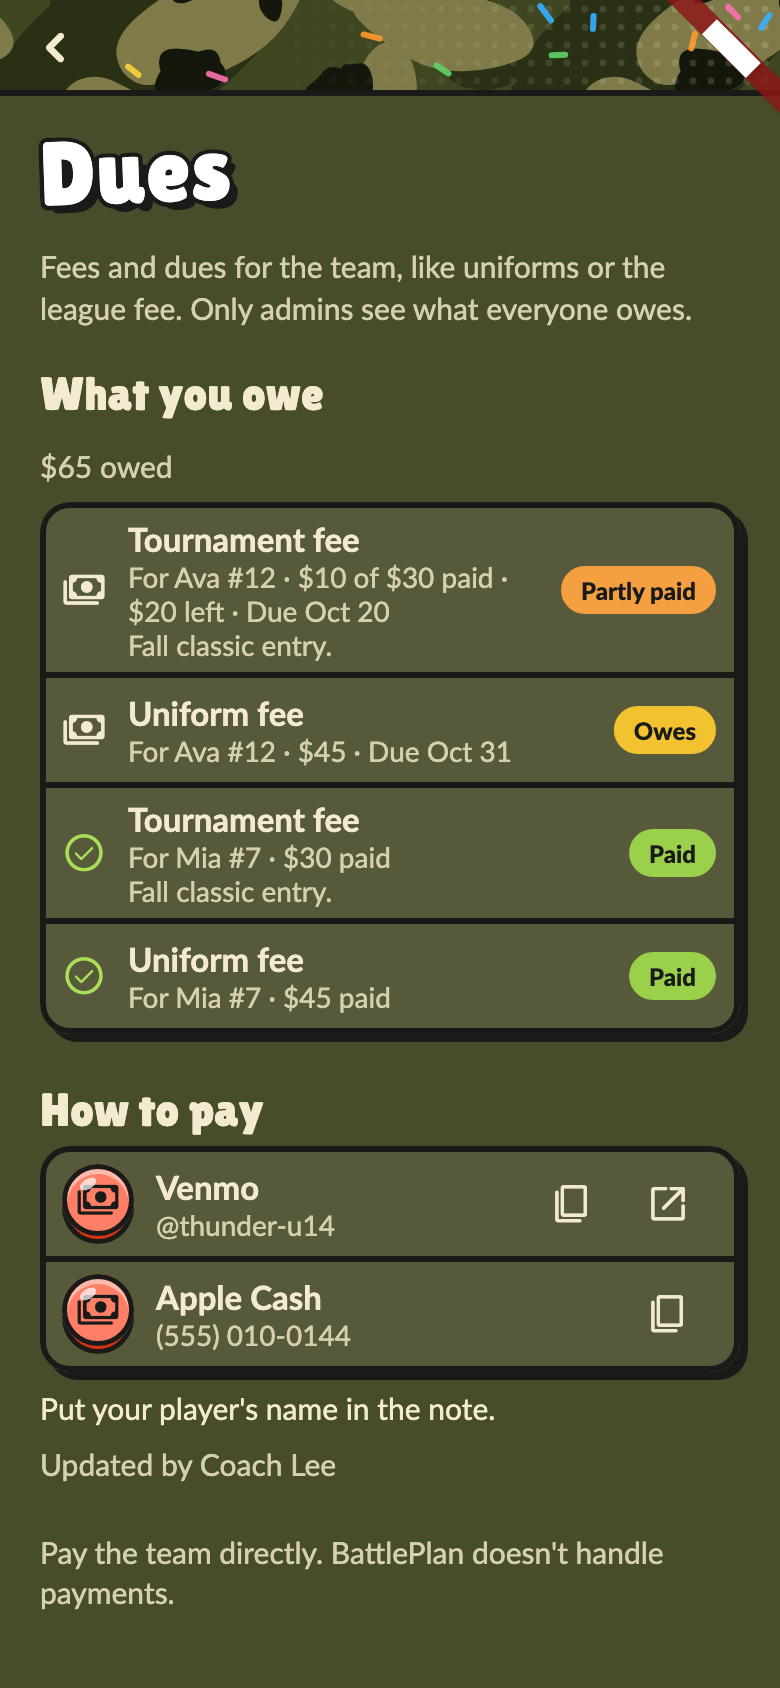 Dues
Fees and dues for the team, like uniforms or the
league fee. Only admins see what everyone owes.
What you owe
$65 owed
Tournament fee
For Ava #12 · $10 of $30 paid ·
$20 left · Due Oct 20
Fall classic entry.
Partly paid
Uniform fee
For Ava #12 · $45 · Due Oct 31
Owes
Tournament fee
For Mia #7 · $30 paid
Fall classic entry.
Paid
Uniform fee
For Mia #7 · $45 paid
Paid
How to pay
Venmo
@thunder-u14
Apple Cash
(555) 010-0144
Put your player's name in the note.
Updated by Coach Lee
Pay the team directly. BattlePlan doesn't handle
payments.